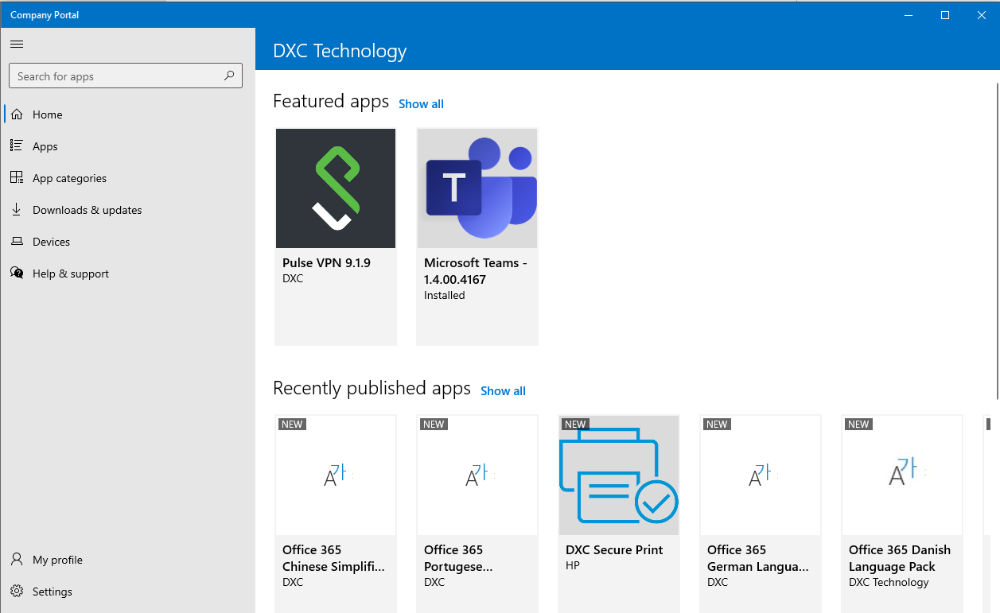 Company Portal
DXC Technology
Search for apps
Home
Apps
App categories
Downloads & updates
Devices
Help & support
My profile
Settings
Featured apps Show all
T
Pulse VPN 9.1.9
DXC
Microsoft Teams -
1.4.00.4167
Installed
Recently published apps Show all
NEW
A가
Office 365
Chinese Simplifi...
DXC
NEW
A가
Office 365
Portugese...
DXC
NEW
DXC Secure Print
HP
NEW
A가
Office 365
German Langua...
DXC
NEW
A가
Office 365 Danish
Language Pack
DXC Technology